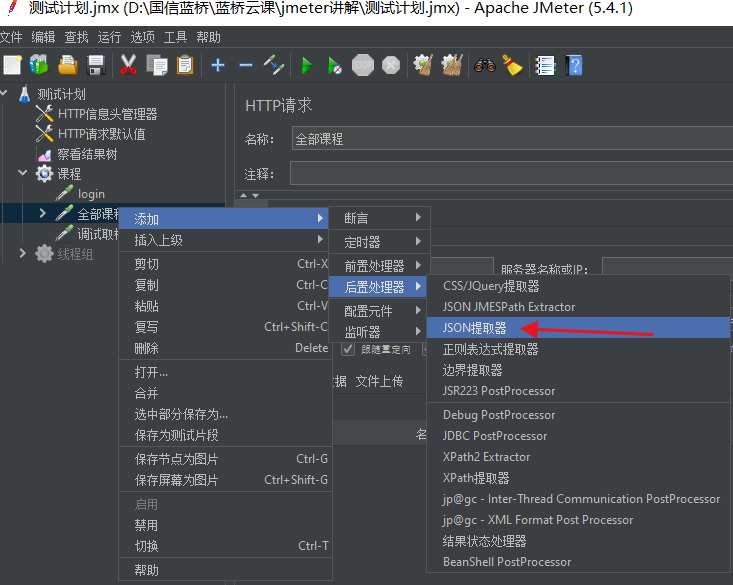 测试计划.jmx (D:\国信蓝桥\蓝桥云课\jmeter讲解\测试计划.jmx) - Apache JMeter (5.4.1)
文件 编辑 查找 运行 选项 工具 帮助
测试计划
HTTP信息头管理器
HTTP请求默认值
察看结果树
课程
login
全部课程
调试取样
线程组
HTTP请求
名称： 全部课程
注释：
服务器名称或IP：
跟随重定向
文件上传
名
添加
插入上级
剪切 Ctrl-X
复制 Ctrl-C
粘贴 Ctrl-V
复写 Ctrl+Shift-C
删除 Delete
打开...
合并
选中部分保存为...
保存为测试片段
保存节点为图片 Ctrl-G
保存屏幕为图片 Ctrl+Shift-G
启用
禁用
切换 Ctrl-T
帮助
断言
定时器
前置处理器
后置处理器
配置元件
监听器
CSS/JQuery提取器
JSON JMESPath Extractor
JSON提取器
正则表达式提取器
边界提取器
JSR223 PostProcessor
Debug PostProcessor
JDBC PostProcessor
XPath2 Extractor
XPath提取器
jp@gc - Inter-Thread Communication PostProcessor
jp@gc - XML Format Post Processor
结果状态处理器
BeanShell PostProcessor